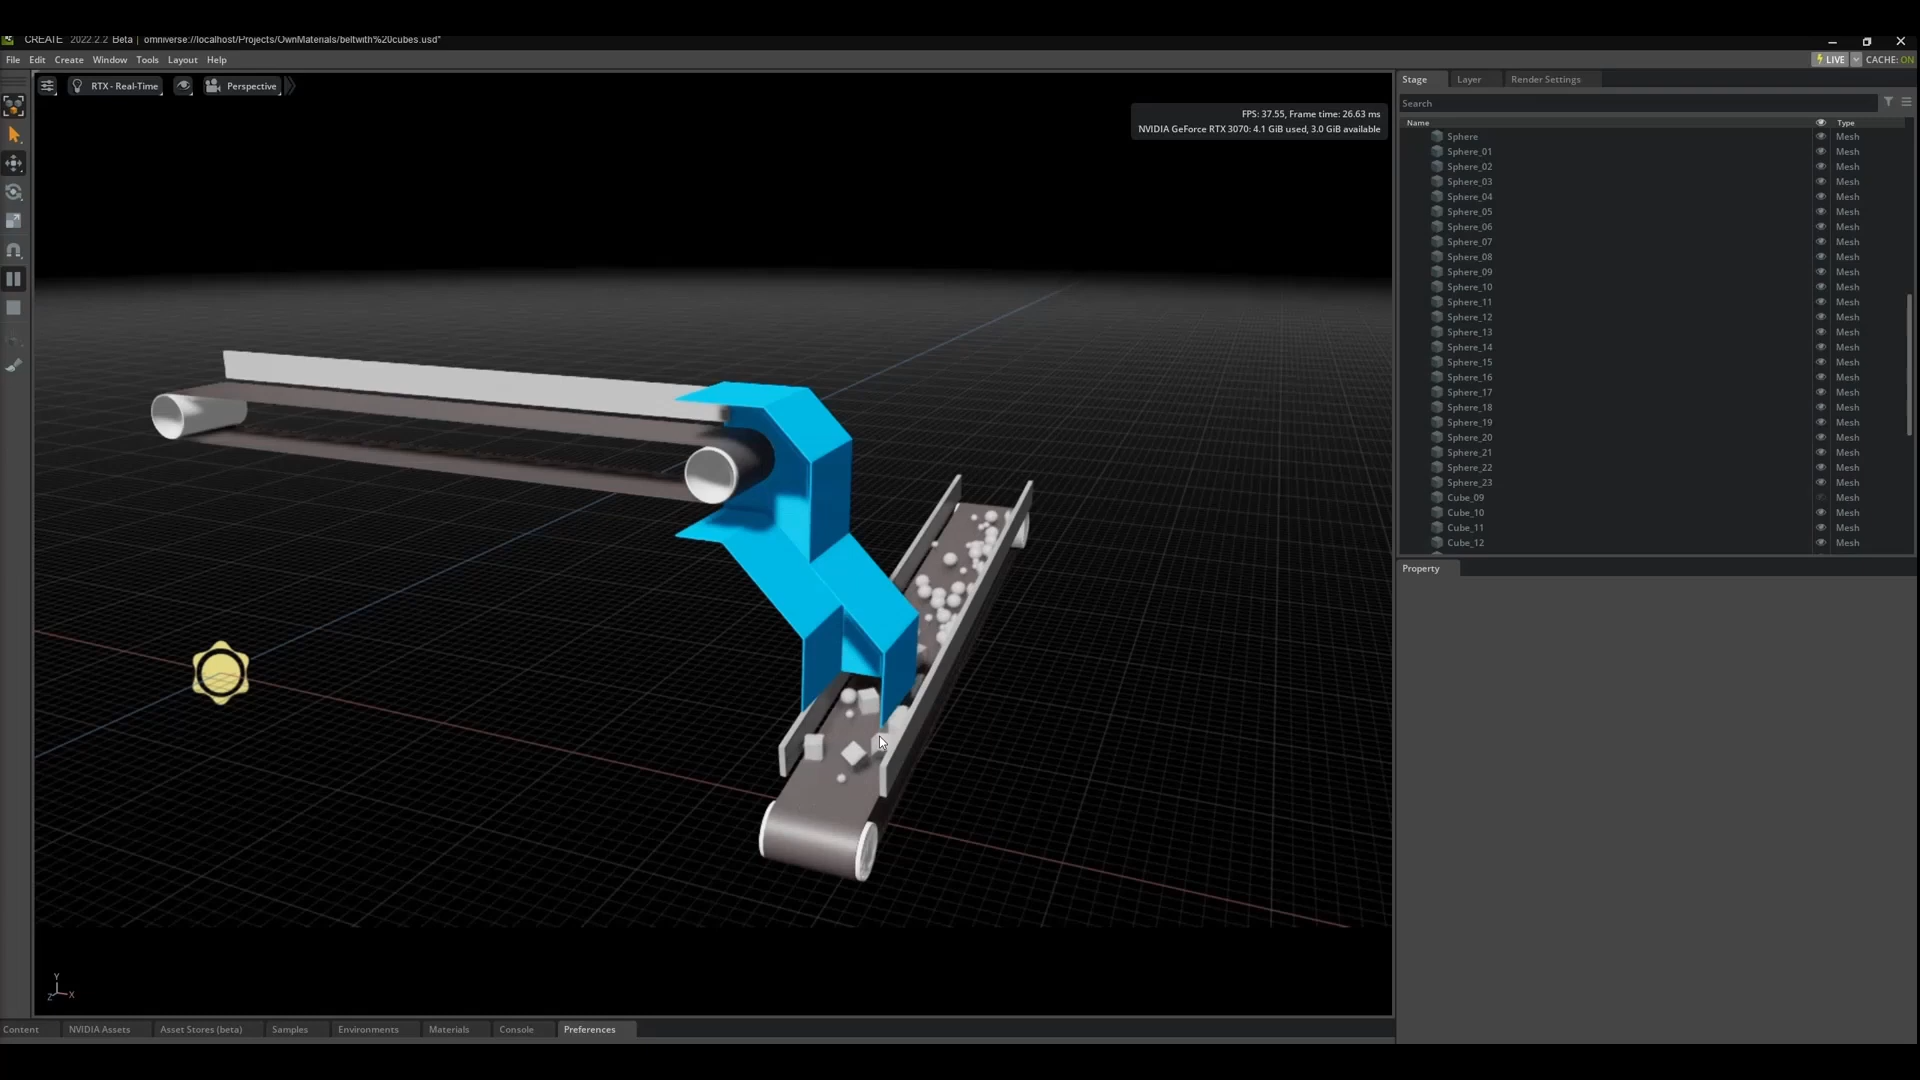 CREATE 2022.2.2 Beta | omniverse://localhost/Projects/OwnMaterials/beltwith%20cubes.usd*
File Edit Create Window Tools Layout Help
LIVE CACHE: ON
RTX - Real-Time Perspective
FPS: 37.55, Frame time: 26.63 ms
NVIDIA GeForce RTX 3070: 4.1 GiB used, 3.0 GiB available
Stage Layer Render Settings
Search
Name Type
Sphere Mesh
Sphere_01 Mesh
Sphere_02 Mesh
Sphere_03 Mesh
Sphere_04 Mesh
Sphere_05 Mesh
Sphere_06 Mesh
Sphere_07 Mesh
Sphere_08 Mesh
Sphere_09 Mesh
Sphere_10 Mesh
Sphere_11 Mesh
Sphere_12 Mesh
Sphere_13 Mesh
Sphere_14 Mesh
Sphere_15 Mesh
Sphere_16 Mesh
Sphere_17 Mesh
Sphere_18 Mesh
Sphere_19 Mesh
Sphere_20 Mesh
Sphere_21 Mesh
Sphere_22 Mesh
Sphere_23 Mesh
Cube_09 Mesh
Cube_10 Mesh
Cube_11 Mesh
Cube_12 Mesh
Property
Y
Z X
Content NVIDIA Assets Asset Stores (beta) Samples Environments Materials Console Preferences